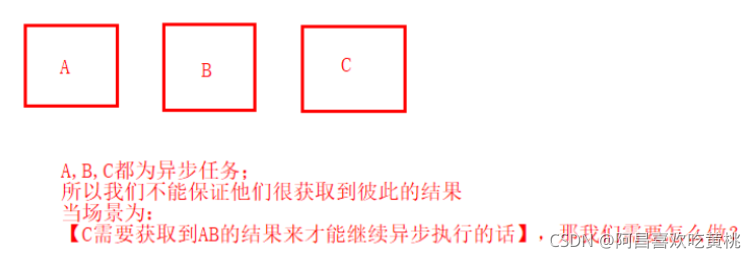 A
B
C
A,B,C都为异步任务;
所以我们不能保证他们很获取到彼此的结果
当场景为:
【C需要获取到AB的结果来才能继续异步执行的话】,那我们需要怎么做?
CSDN @阿昌喜欢吃黄桃